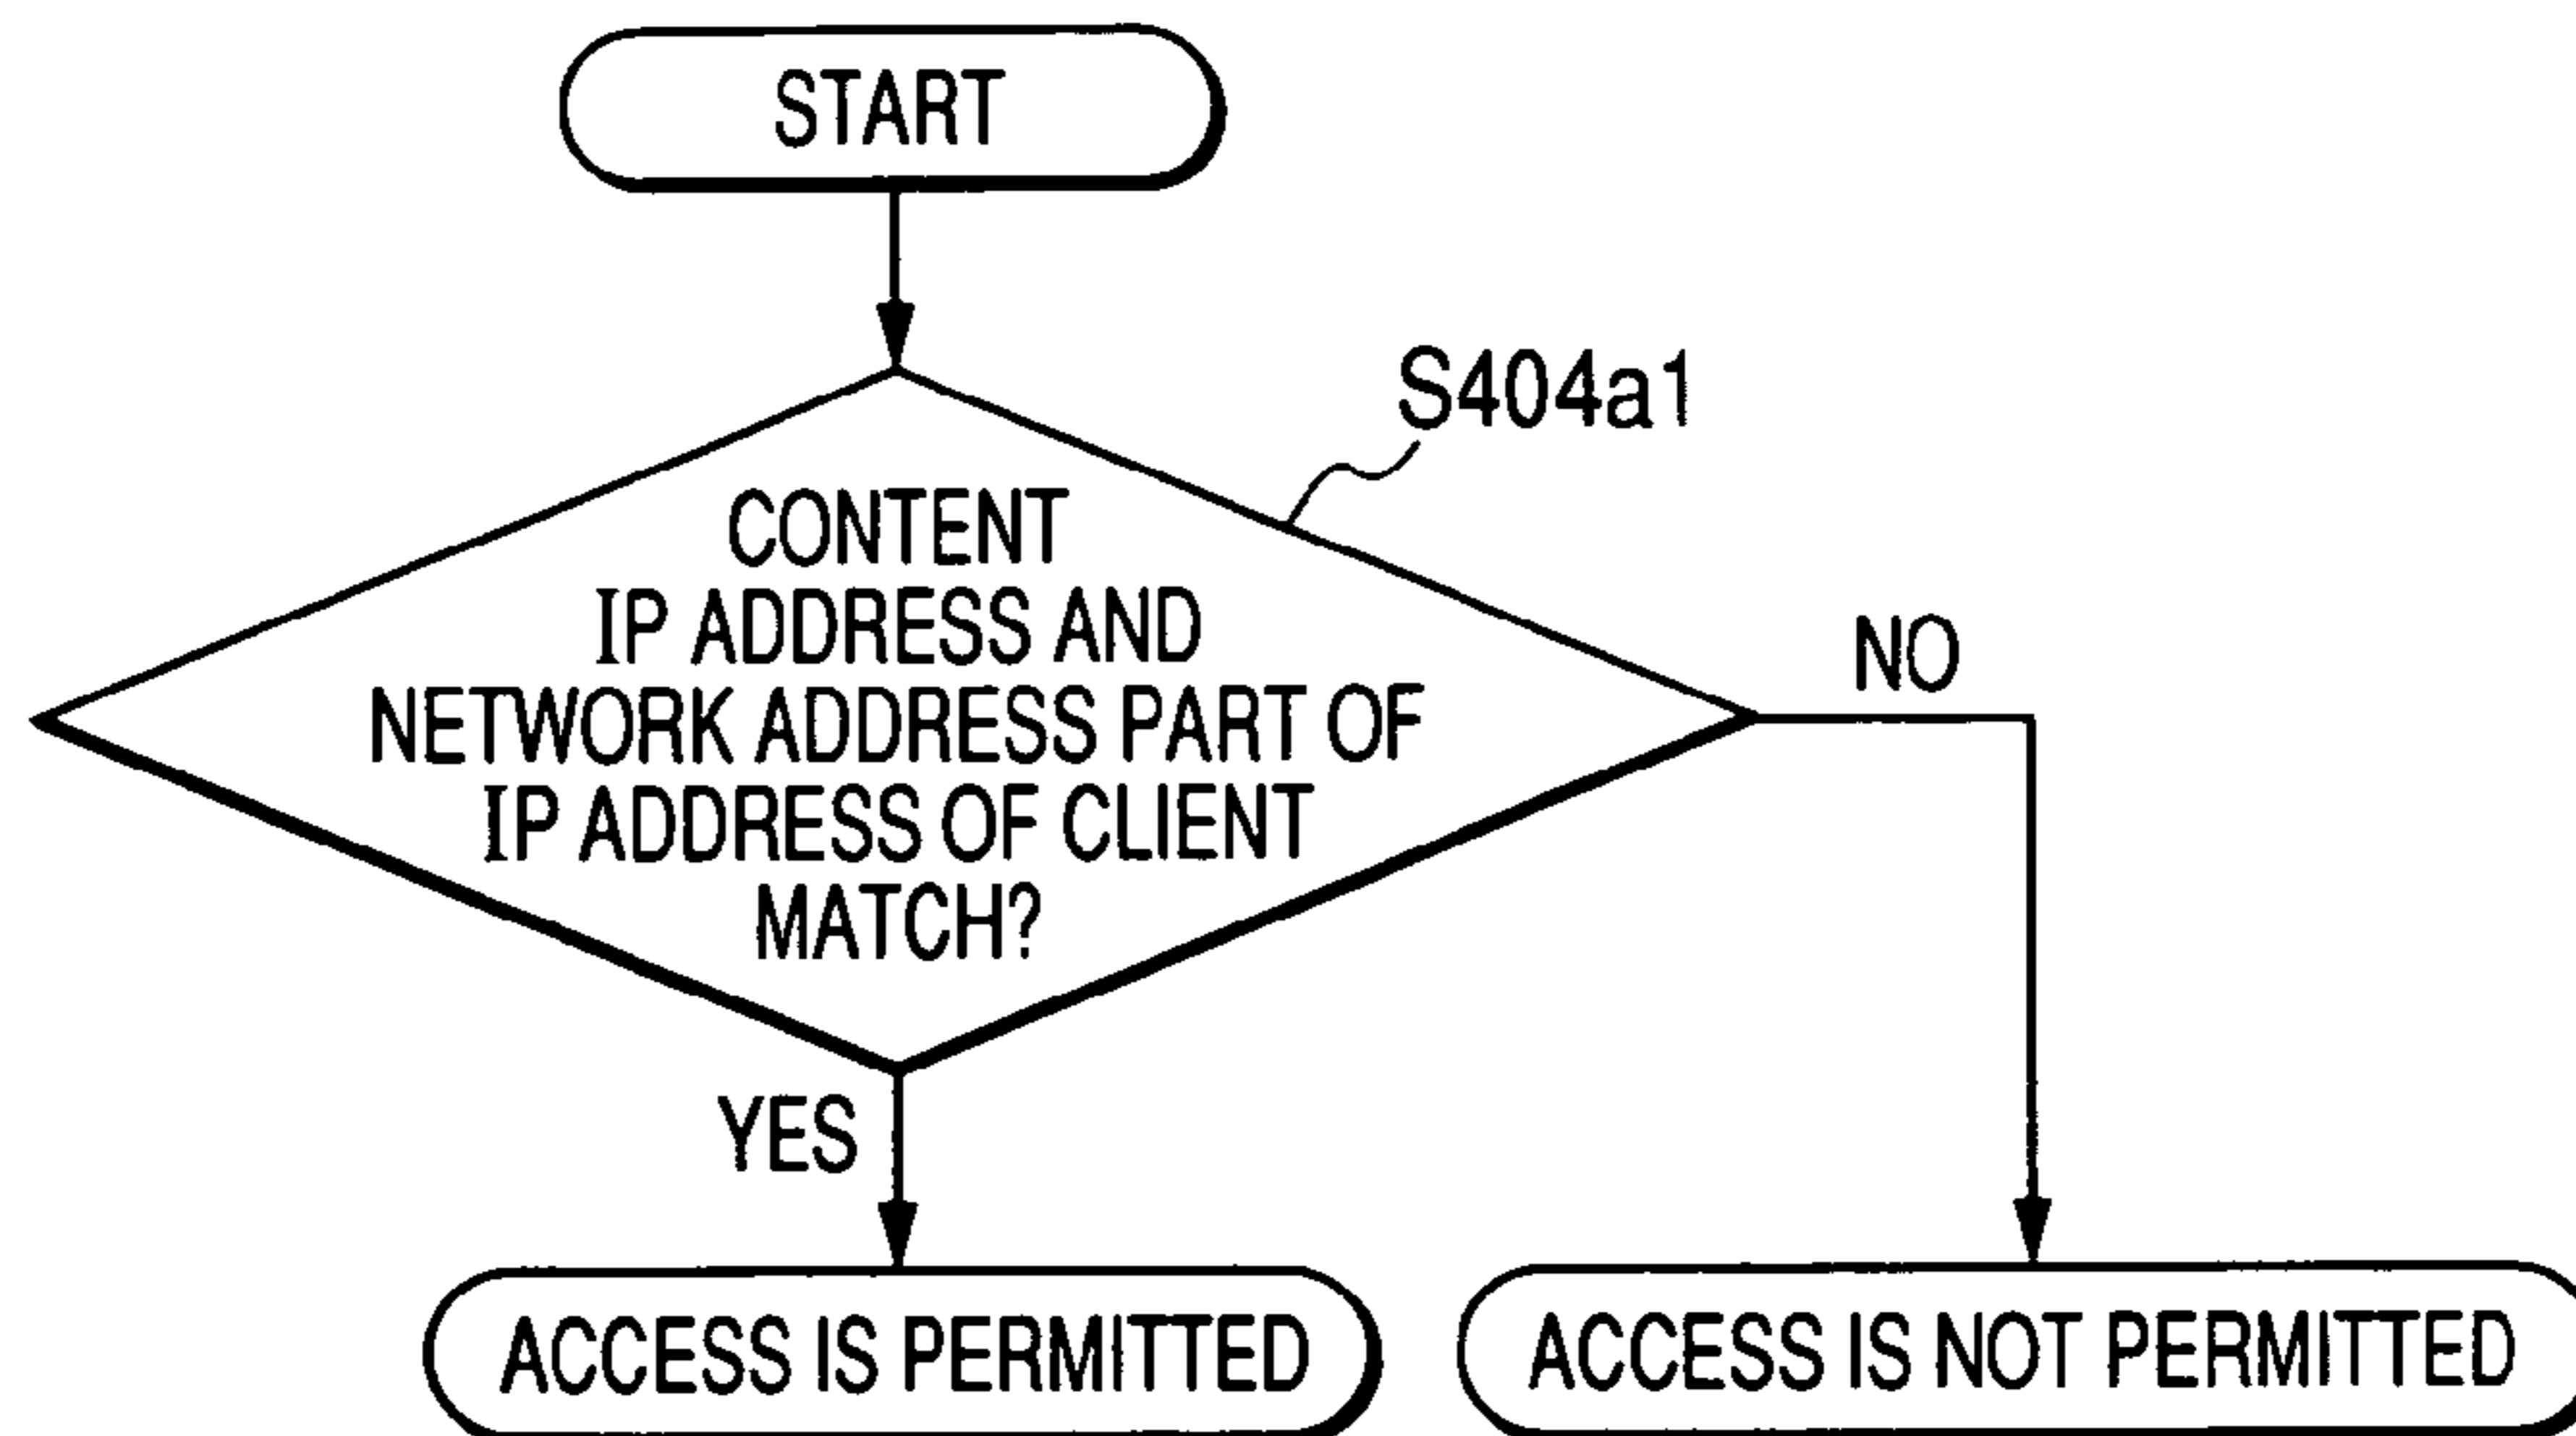 START
S404a1
CONTENT
IP ADDRESS AND
NETWORK ADDRESS PART OF
IP ADDRESS OF CLIENT
MATCH?
NO
YES
ACCESS IS PERMITTED
ACCESS IS NOT PERMITTED